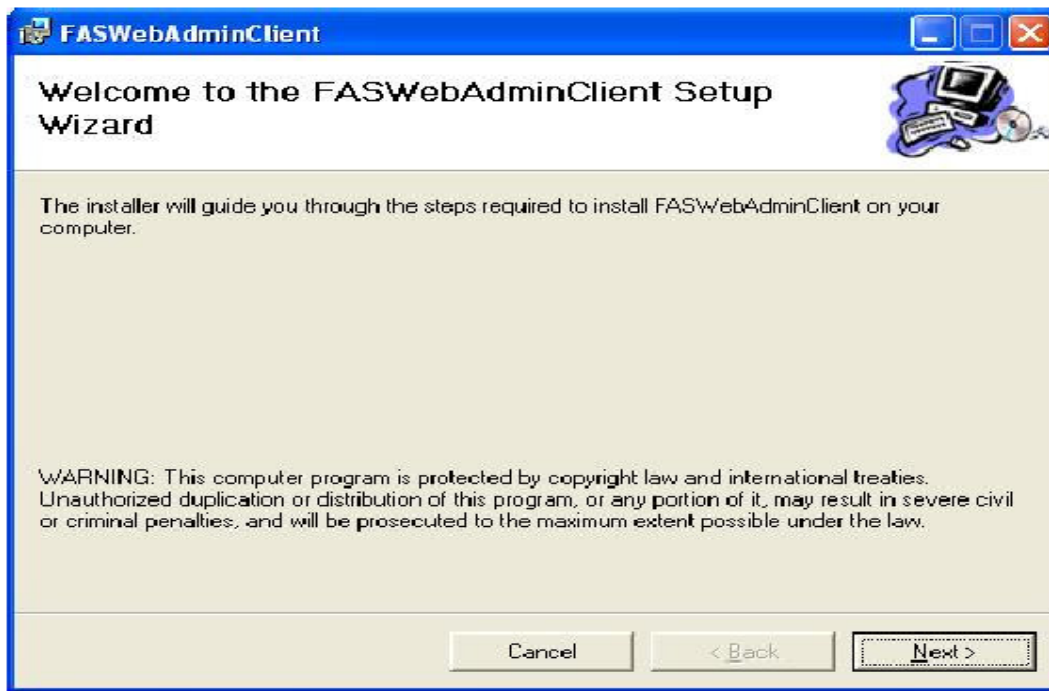 FASWebAdminClient
Welcome to the FASWebAdminClient Setup
Wizard
The installer will guide you through the steps required to install FASWebAdminClient on your
computer.
WARNING: This computer program is protected by copyright law and international treaties.
Unauthorized duplication or distribution of this program, or any portion of it, may result in severe civil
or criminal penalties, and will be prosecuted to the maximum extent possible under the law.
Cancel < Back Next >